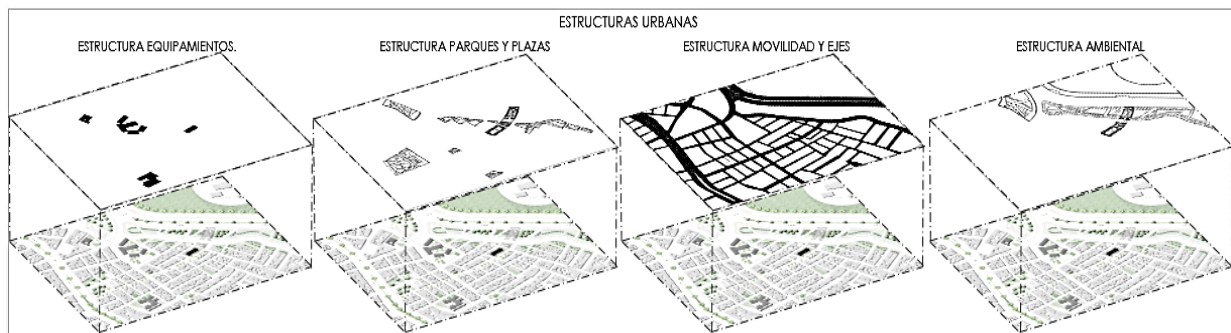 ESTRUCTURAS URBANAS
ESTRUCTURA EQUIPAMIENTOS.
ESTRUCTURA PARQUES Y PLAZAS
ESTRUCTURA MOVILIDAD Y EJES
ESTRUCTURA AMBIENTAL